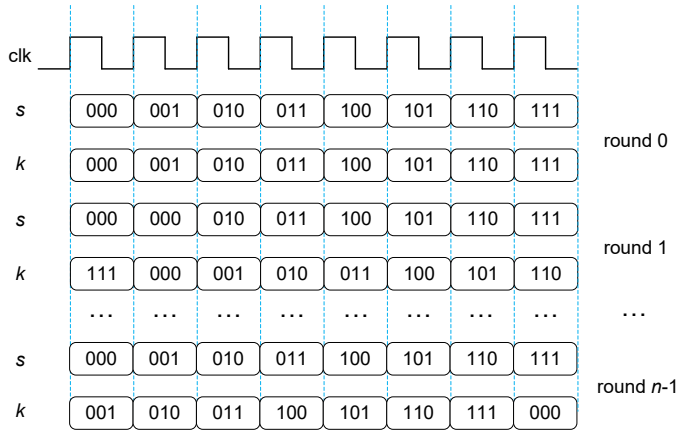 clk
s 000 001 010 011 100 101 110 111
round 0
k 000 001 010 011 100 101 110 111
s 000 000 010 011 100 101 110 111
round 1
k 111 000 001 010 011 100 101 110
... ... ... ... ... ... ... ... ...
s 000 001 010 011 100 101 110 111
round n-1
k 001 010 011 100 101 110 111 000